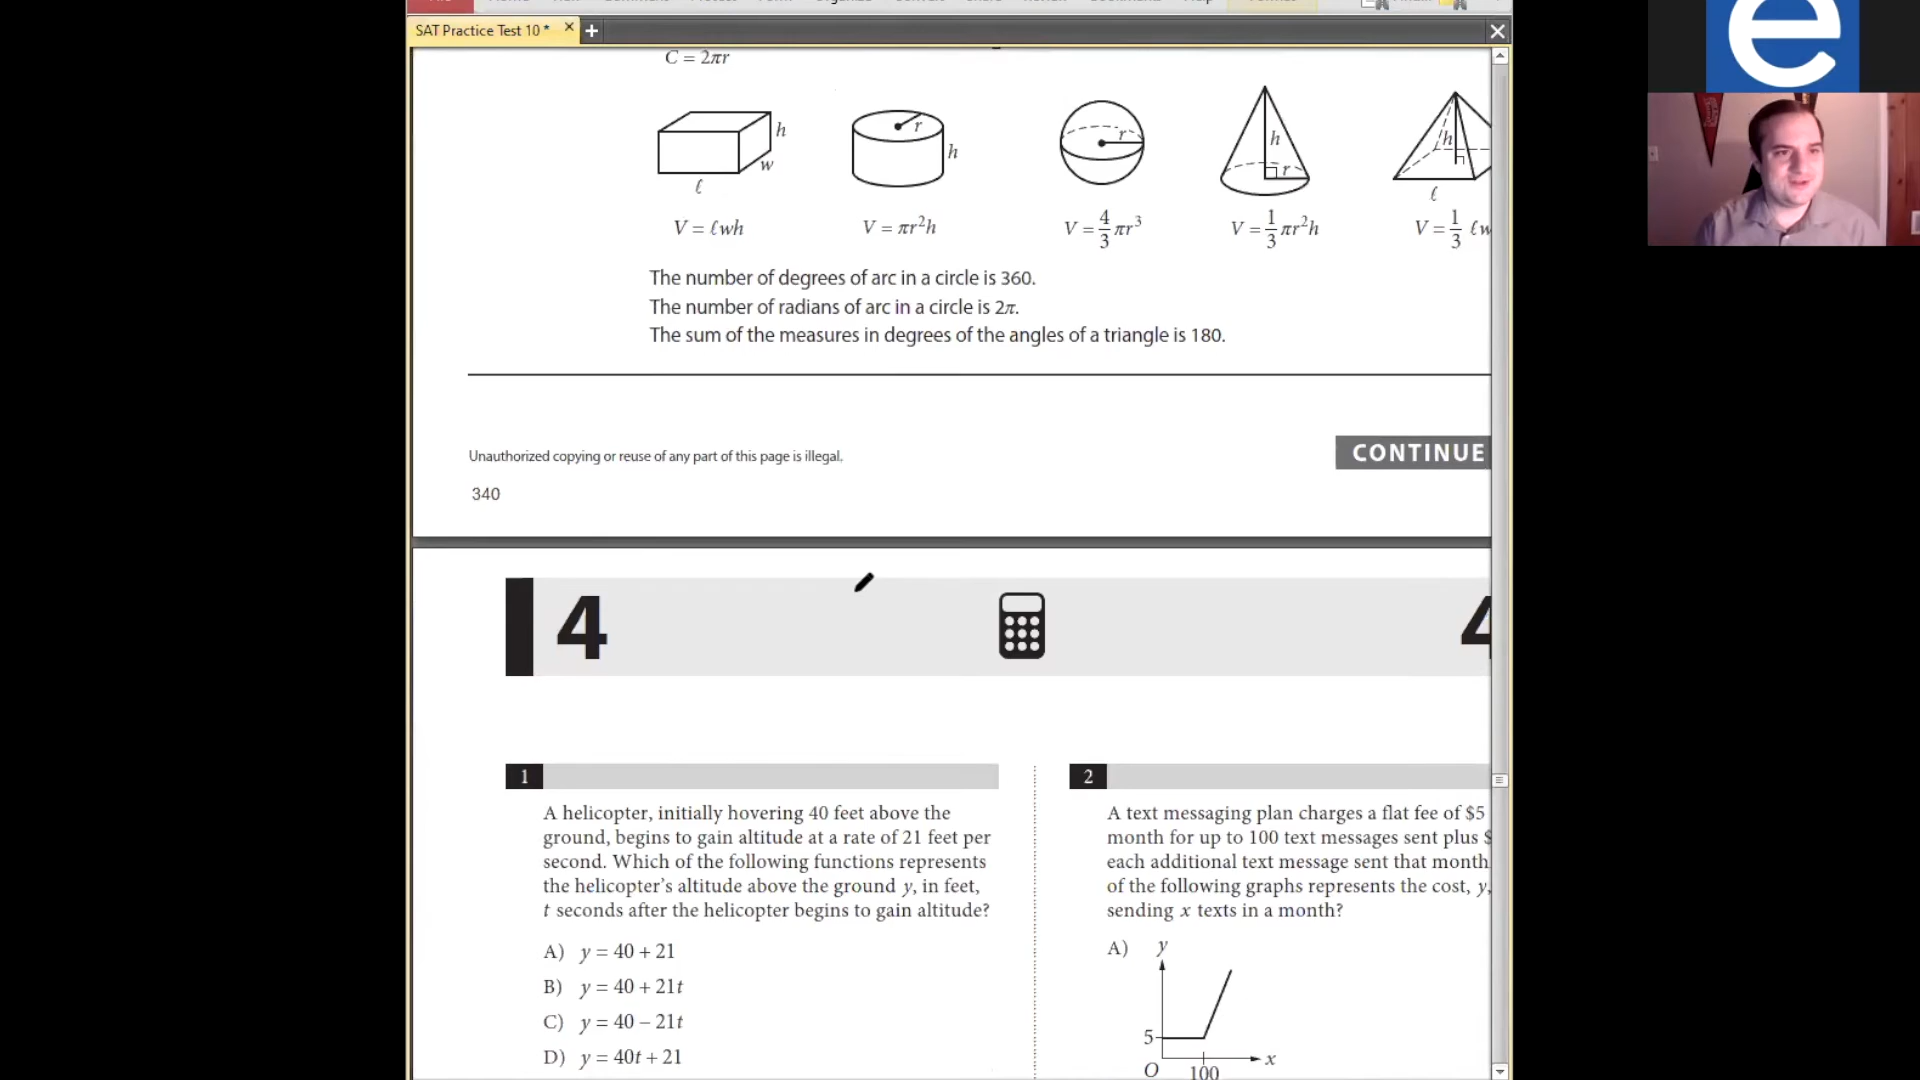 SAT Practice Test 10 *
C = 2πr
h
w
ℓ
r
h
r
h
r
h
ℓ
V = ℓwh
V = πr²h
V = 4/3 πr³
V = 1/3 πr²h
V = 1/3 ℓw
The number of degrees of arc in a circle is 360.
The number of radians of arc in a circle is 2π.
The sum of the measures in degrees of the angles of a triangle is 180.
Unauthorized copying or reuse of any part of this page is illegal.
CONTINUE
340
4
4
1
A helicopter, initially hovering 40 feet above the
ground, begins to gain altitude at a rate of 21 feet per
second. Which of the following functions represents
the helicopter's altitude above the ground y, in feet,
t seconds after the helicopter begins to gain altitude?
A) y = 40 + 21
B) y = 40 + 21t
C) y = 40 – 21t
D) y = 40t + 21
2
A text messaging plan charges a flat fee of $5
month for up to 100 text messages sent plus $
each additional text message sent that month
of the following graphs represents the cost, y,
sending x texts in a month?
A)
y
5
O
100
x
e